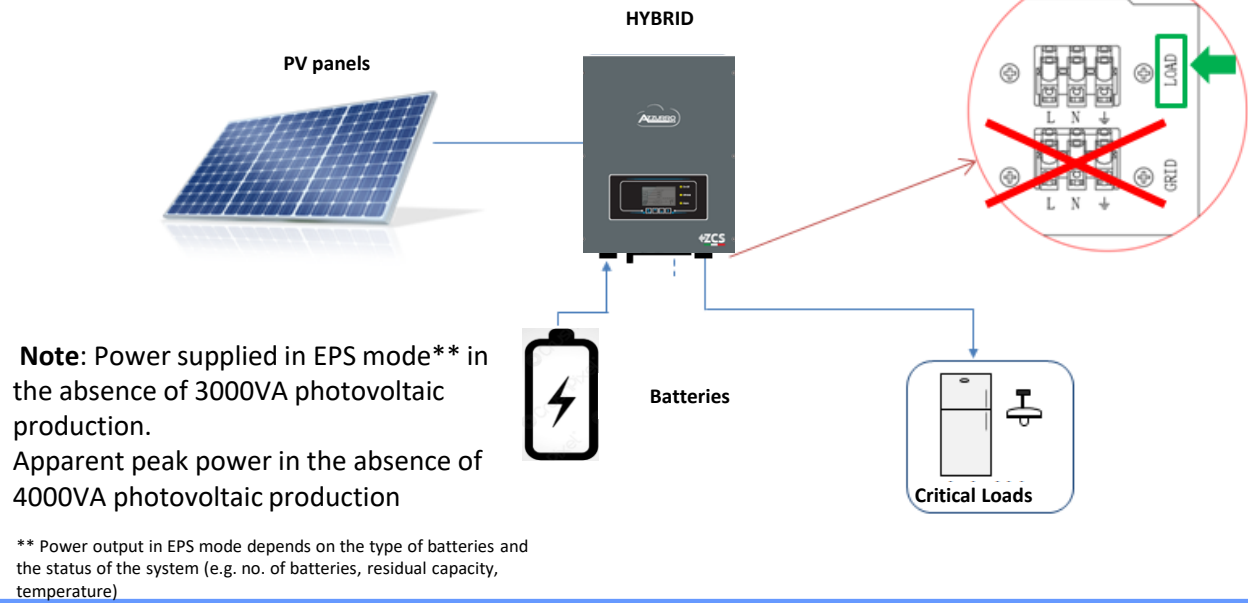 HYBRID
PV panels
AZZURRO
ZCS
LOAD
L N
GRID
L N
Note: Power supplied in EPS mode** in
the absence of 3000VA photovoltaic
production.
Apparent peak power in the absence of
4000VA photovoltaic production
Batteries
Critical Loads
** Power output in EPS mode depends on the type of batteries and
the status of the system (e.g. no. of batteries, residual capacity,
temperature)